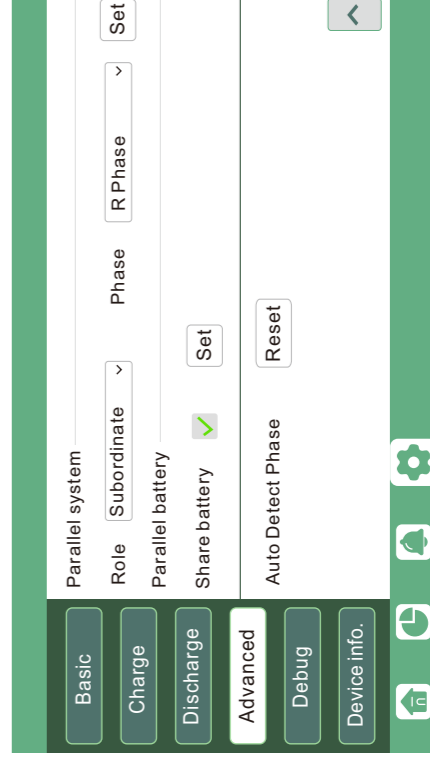 Basic
Charge
Discharge
Advanced
Debug
Device info.
Parallel system
Role Subordinate Phase R Phase Set
Parallel battery
Share battery Set
Auto Detect Phase Reset